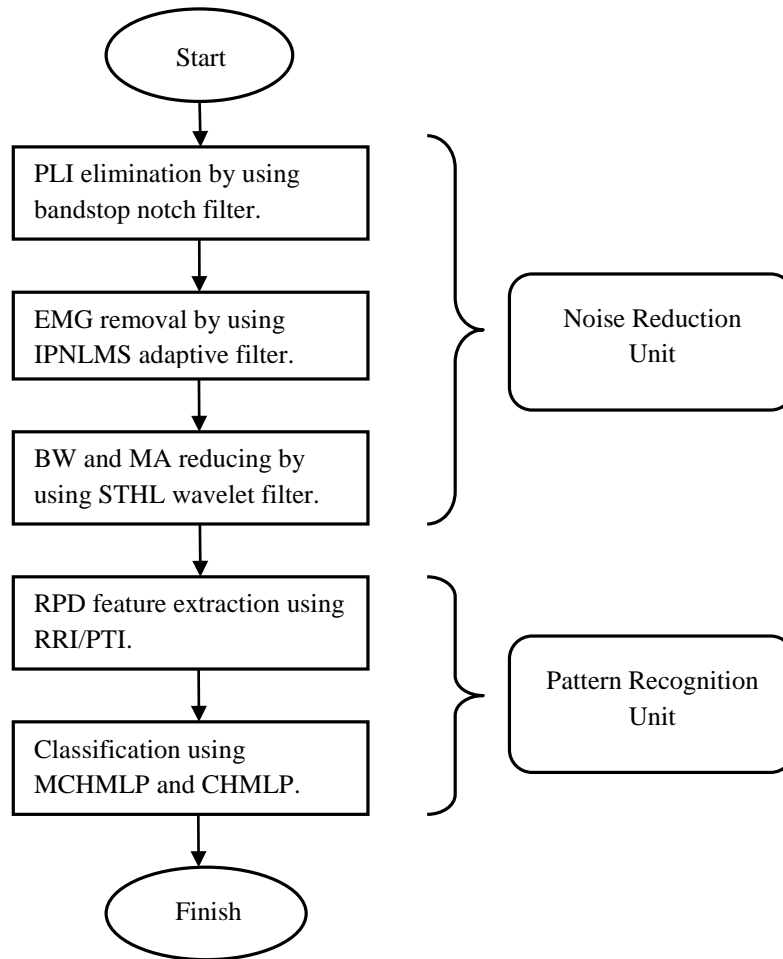 Start
PLI elimination by using
bandstop notch filter.
EMG removal by using
IPNLMS adaptive filter.
BW and MA reducing by
using STHL wavelet filter.
Noise Reduction
Unit
RPD feature extraction using
RRI/PTI.
Classification using
MCHMLP and CHMLP.
Pattern Recognition
Unit
Finish